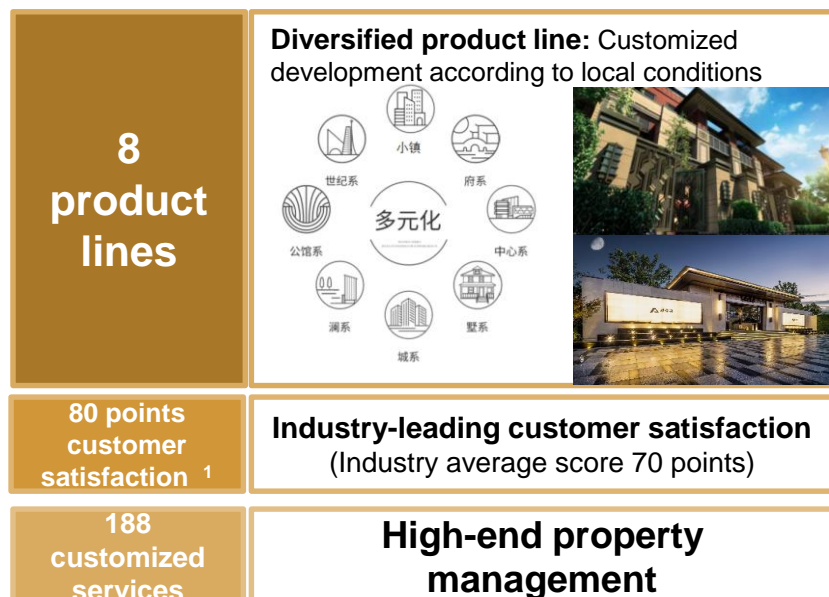 8
product
lines
Diversified product line: Customized
development according to local conditions
小镇
世纪系
府系
公馆系
多元化
中心系
澜系
墅系
城系
80 points
customer
satisfaction 1
Industry-leading customer satisfaction
(Industry average score 70 points)
188
customized
services
High-end property
management